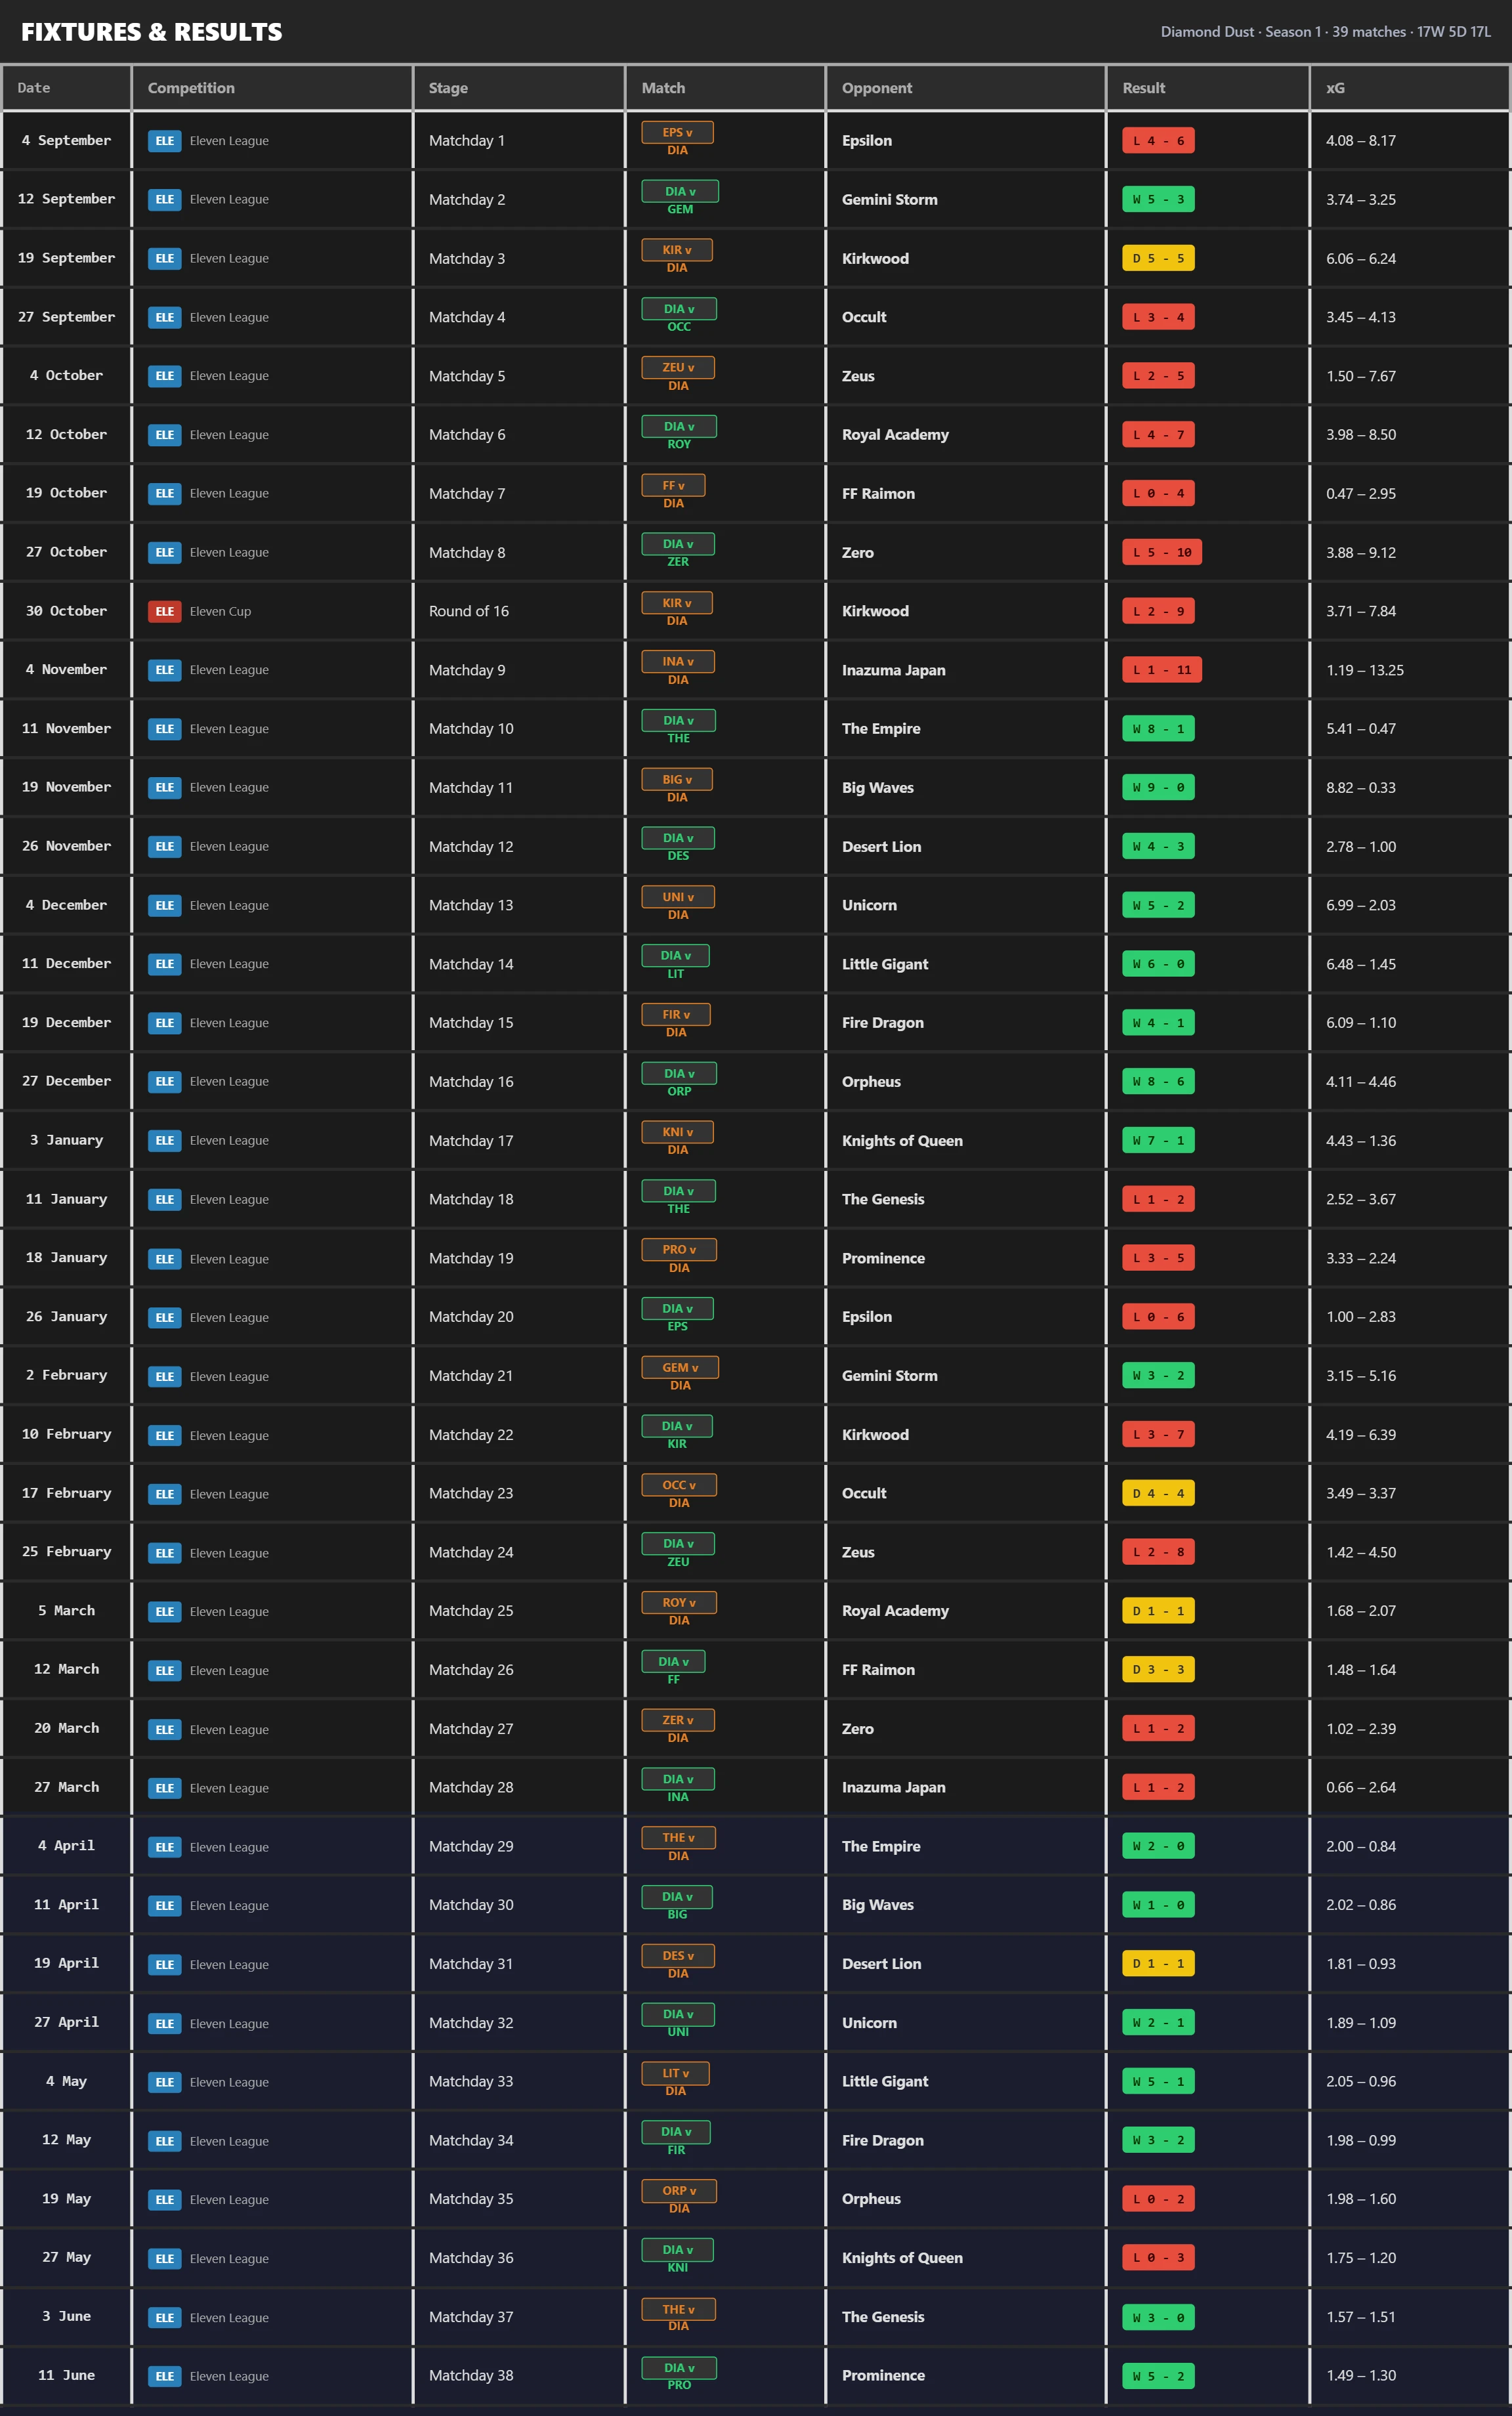 FIXTURES & RESULTS
Diamond Dust · Season 1 · 39 matches · 17W 5D 17L
Date Competition Stage Match Opponent Result xG
4 September ELE Eleven League Matchday 1 EPS v DIA Epsilon L 4 - 6 4.08 – 8.17
12 September ELE Eleven League Matchday 2 DIA v GEM Gemini Storm W 5 - 3 3.74 – 3.25
19 September ELE Eleven League Matchday 3 KIR v DIA Kirkwood D 5 - 5 6.06 – 6.24
27 September ELE Eleven League Matchday 4 DIA v OCC Occult L 3 - 4 3.45 – 4.13
4 October ELE Eleven League Matchday 5 ZEU v DIA Zeus L 2 - 5 1.50 – 7.67
12 October ELE Eleven League Matchday 6 DIA v ROY Royal Academy L 4 - 7 3.98 – 8.50
19 October ELE Eleven League Matchday 7 FF v DIA FF Raimon L 0 - 4 0.47 – 2.95
27 October ELE Eleven League Matchday 8 DIA v ZER Zero L 5 - 10 3.88 – 9.12
30 October ELE Eleven Cup Round of 16 KIR v DIA Kirkwood L 2 - 9 3.71 – 7.84
4 November ELE Eleven League Matchday 9 INA v DIA Inazuma Japan L 1 - 11 1.19 – 13.25
11 November ELE Eleven League Matchday 10 DIA v THE The Empire W 8 - 1 5.41 – 0.47
19 November ELE Eleven League Matchday 11 BIG v DIA Big Waves W 9 - 0 8.82 – 0.33
26 November ELE Eleven League Matchday 12 DIA v DES Desert Lion W 4 - 3 2.78 – 1.00
4 December ELE Eleven League Matchday 13 UNI v DIA Unicorn W 5 - 2 6.99 – 2.03
11 December ELE Eleven League Matchday 14 DIA v LIT Little Gigant W 6 - 0 6.48 – 1.45
19 December ELE Eleven League Matchday 15 FIR v DIA Fire Dragon W 4 - 1 6.09 – 1.10
27 December ELE Eleven League Matchday 16 DIA v ORP Orpheus W 8 - 6 4.11 – 4.46
3 January ELE Eleven League Matchday 17 KNI v DIA Knights of Queen W 7 - 1 4.43 – 1.36
11 January ELE Eleven League Matchday 18 DIA v THE The Genesis L 1 - 2 2.52 – 3.67
18 January ELE Eleven League Matchday 19 PRO v DIA Prominence L 3 - 5 3.33 – 2.24
26 January ELE Eleven League Matchday 20 DIA v EPS Epsilon L 0 - 6 1.00 – 2.83
2 February ELE Eleven League Matchday 21 GEM v DIA Gemini Storm W 3 - 2 3.15 – 5.16
10 February ELE Eleven League Matchday 22 DIA v KIR Kirkwood L 3 - 7 4.19 – 6.39
17 February ELE Eleven League Matchday 23 OCC v DIA Occult D 4 - 4 3.49 – 3.37
25 February ELE Eleven League Matchday 24 DIA v ZEU Zeus L 2 - 8 1.42 – 4.50
5 March ELE Eleven League Matchday 25 ROY v DIA Royal Academy D 1 - 1 1.68 – 2.07
12 March ELE Eleven League Matchday 26 DIA v FF FF Raimon D 3 - 3 1.48 – 1.64
20 March ELE Eleven League Matchday 27 ZER v DIA Zero L 1 - 2 1.02 – 2.39
27 March ELE Eleven League Matchday 28 DIA v INA Inazuma Japan L 1 - 2 0.66 – 2.64
4 April ELE Eleven League Matchday 29 THE v DIA The Empire W 2 - 0 2.00 – 0.84
11 April ELE Eleven League Matchday 30 DIA v BIG Big Waves W 1 - 0 2.02 – 0.86
19 April ELE Eleven League Matchday 31 DES v DIA Desert Lion D 1 - 1 1.81 – 0.93
27 April ELE Eleven League Matchday 32 DIA v UNI Unicorn W 2 - 1 1.89 – 1.09
4 May ELE Eleven League Matchday 33 LIT v DIA Little Gigant W 5 - 1 2.05 – 0.96
12 May ELE Eleven League Matchday 34 DIA v FIR Fire Dragon W 3 - 2 1.98 – 0.99
19 May ELE Eleven League Matchday 35 ORP v DIA Orpheus L 0 - 2 1.98 – 1.60
27 May ELE Eleven League Matchday 36 DIA v KNI Knights of Queen L 0 - 3 1.75 – 1.20
3 June ELE Eleven League Matchday 37 THE v DIA The Genesis W 3 - 0 1.57 – 1.51
11 June ELE Eleven League Matchday 38 DIA v PRO Prominence W 5 - 2 1.49 – 1.30